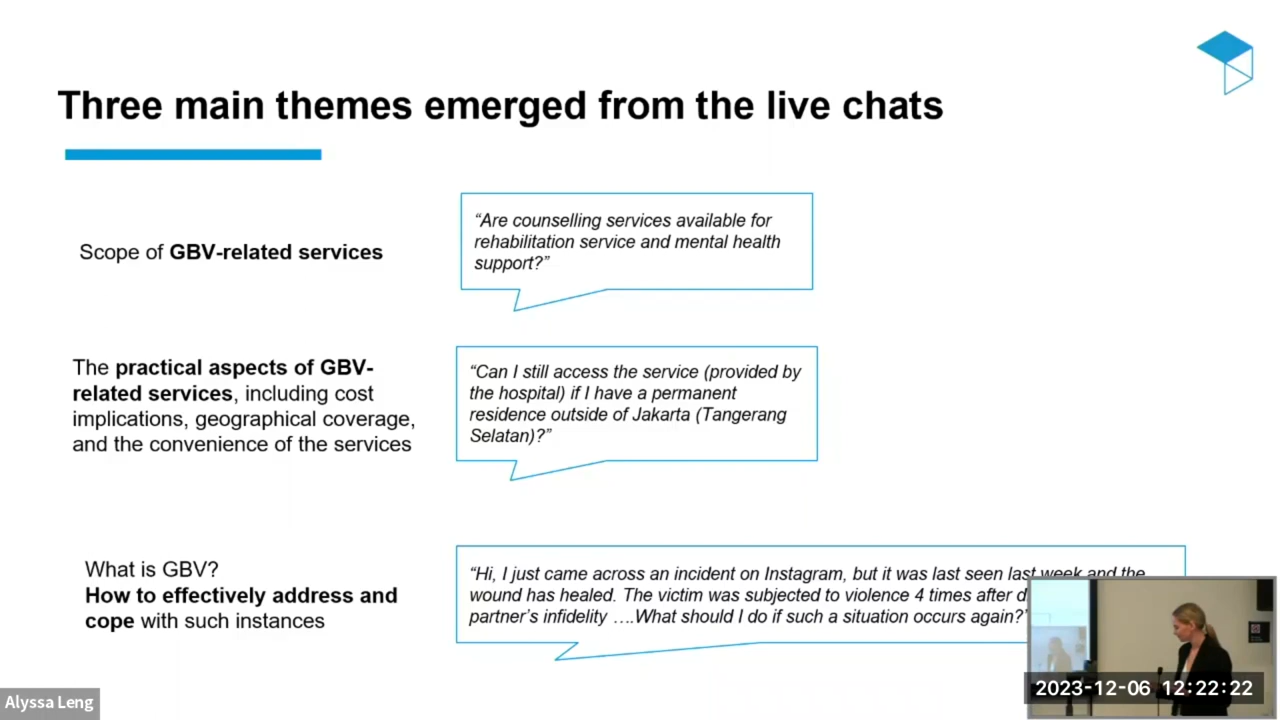 Three main themes emerged from the live chats
Scope of GBV-related services
“Are counselling services available for
rehabilitation service and mental health
support?”
The practical aspects of GBV-
related services, including cost
implications, geographical coverage,
and the convenience of the services
“Can I still access the service (provided by
the hospital) if I have a permanent
residence outside of Jakarta (Tangerang
Selatan)?”
What is GBV?
How to effectively address and
cope with such instances
“Hi, I just came across an incident on Instagram, but it was last seen last week and the
wound has healed. The victim was subjected to violence 4 times after
partner’s infidelity ….What should I do if such a situation occurs again?”
Alyssa Leng
2023-12-06 12:22:22